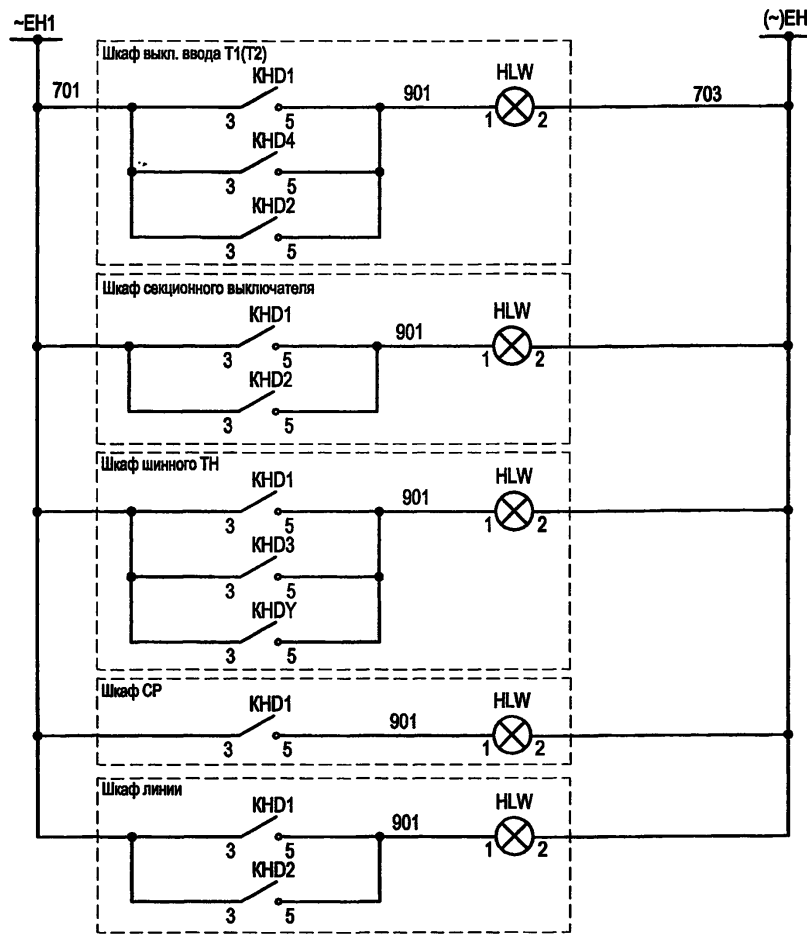 ~EH1
(~)EH
Шкаф выкл. ввода Т1(Т2)
KHD1
HLW
701
901
703
3
5
1
2
KHD4
3
5
KHD2
3
5
Шкаф секционного выключателя
KHD1
HLW
901
3
5
1
2
KHD2
3
5
Шкаф шинного ТН
KHD1
HLW
901
3
5
1
2
KHD3
3
5
KHDY
3
5
Шкаф СР
KHD1
HLW
901
3
5
1
2
Шкаф линии
KHD1
HLW
901
3
5
1
2
KHD2
3
5